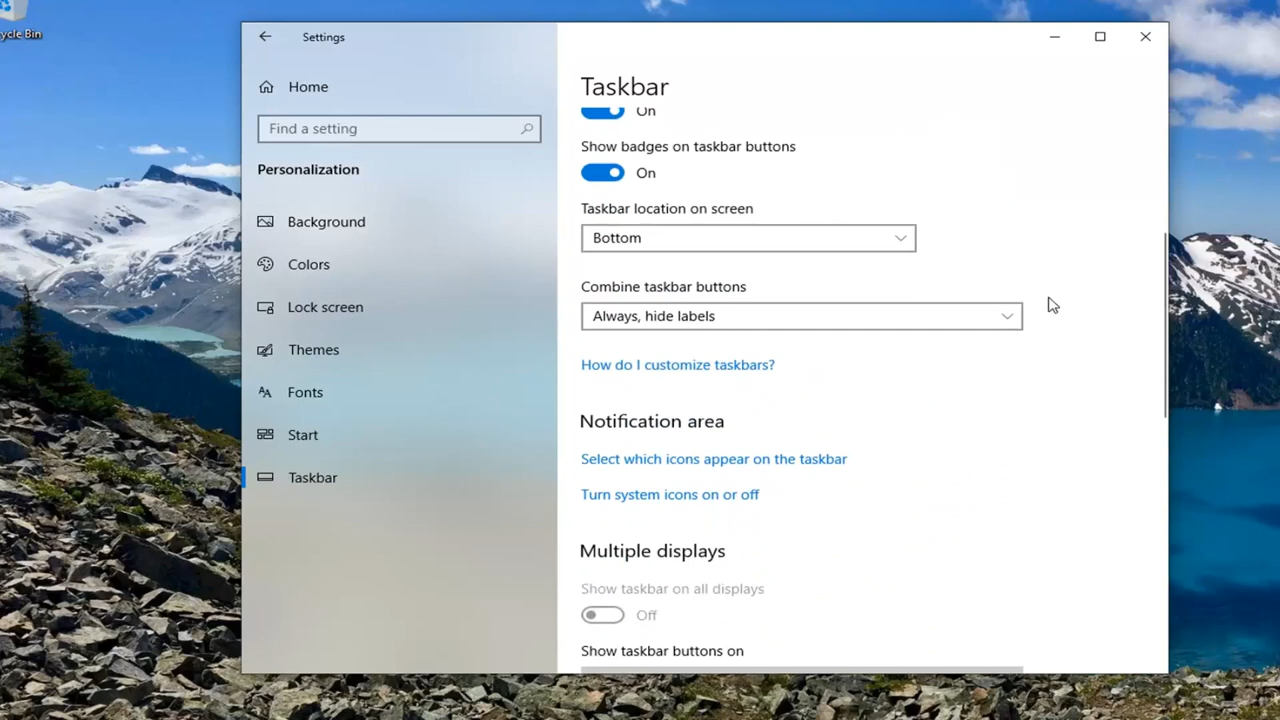 cycle Bin
Settings
Home
Find a setting
Personalization
Background
Colors
Lock screen
Themes
Fonts
Start
Taskbar
Taskbar
On
Show badges on taskbar buttons
On
Taskbar location on screen
Bottom
Combine taskbar buttons
Always, hide labels
How do I customize taskbars?
Notification area
Select which icons appear on the taskbar
Turn system icons on or off
Multiple displays
Show taskbar on all displays
Off
Show taskbar buttons on